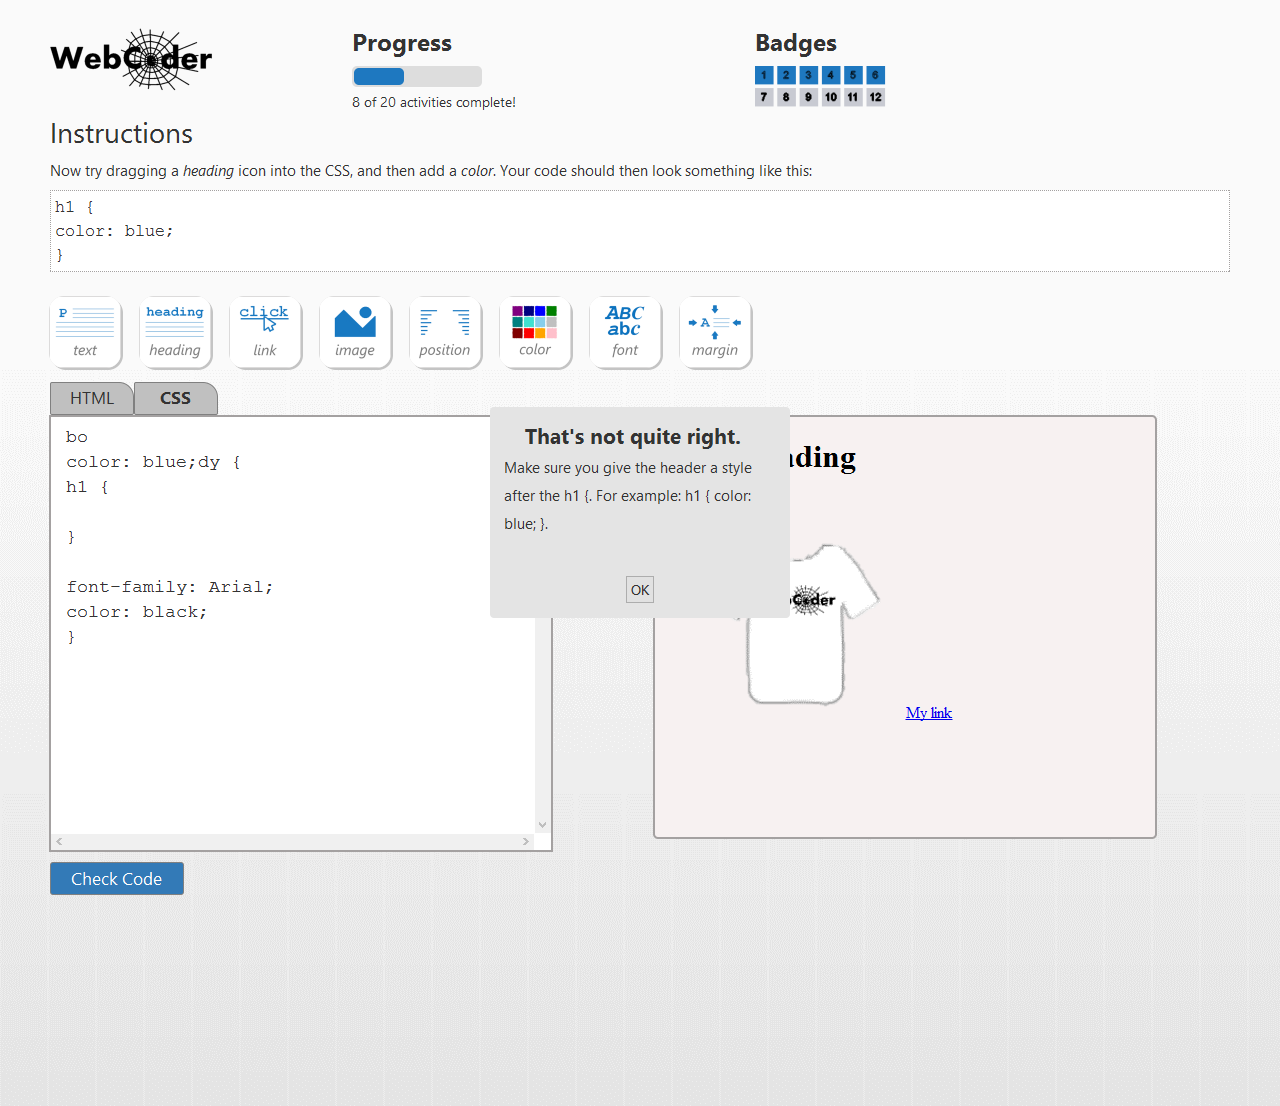 WebCoder
Progress
8 of 20 activities complete!
Badges
1 2 3 4 5 6
7 8 9 10 11 12
Instructions
Now try dragging a heading icon into the CSS, and then add a color. Your code should then look something like this:
h1 {
color: blue;
}
P
text
heading
heading
click
link
image
position
color
ABC
abc
font
A
margin
HTML
CSS
bo
color: blue;dy {
h1 {
}
font-family: Arial;
color: black;
}
That's not quite right.
Make sure you give the header a style
after the h1 {. For example: h1 { color:
blue; }.
OK
My link
Check Code